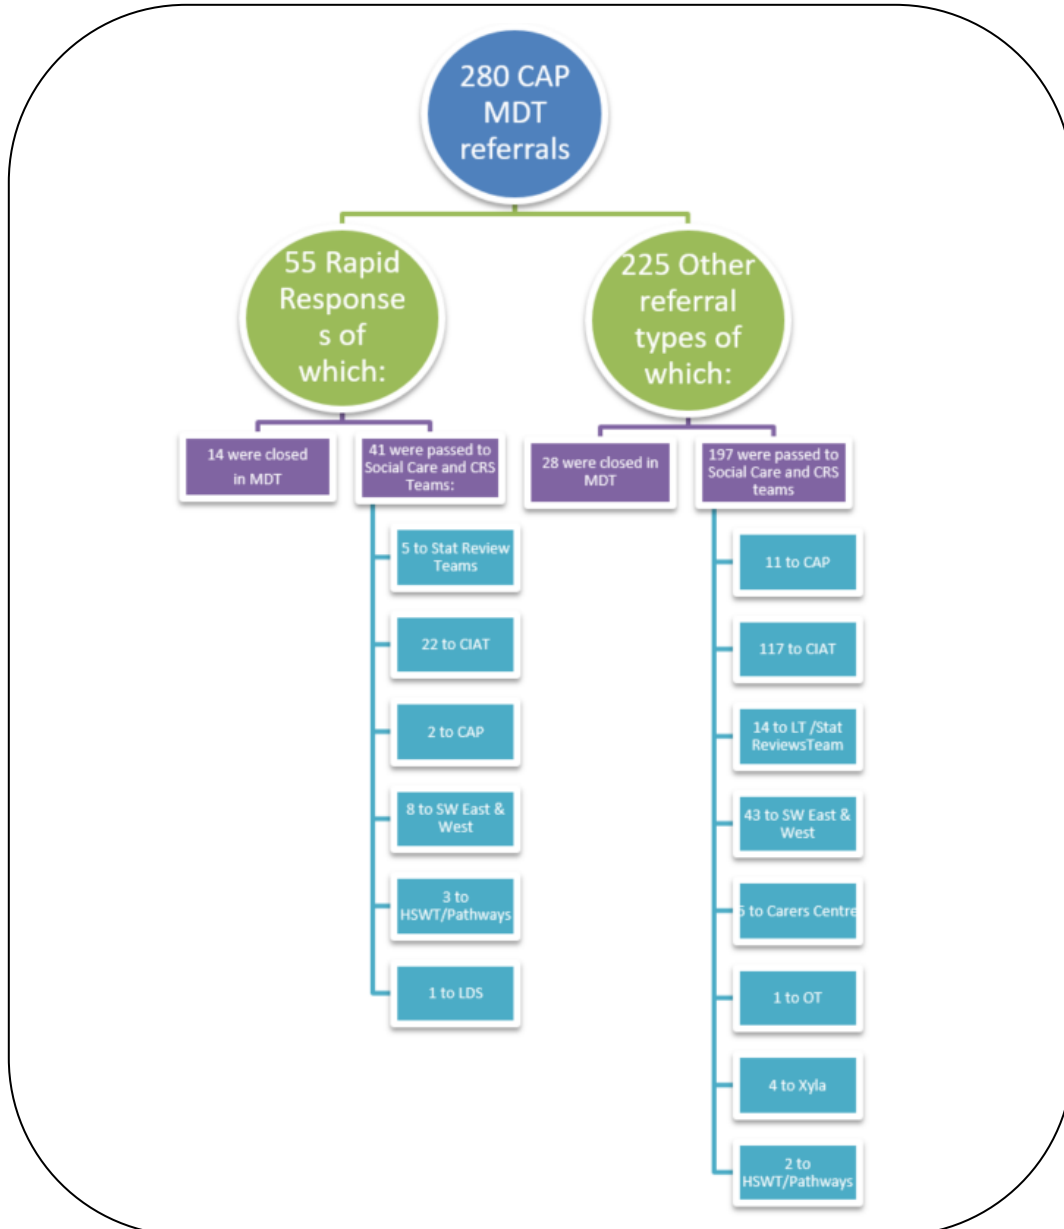 280 CAP
MDT
referrals
55 Rapid
Response
s of
which:
14 were closed
in MDT
41 were passed to
Social Care and CRS
Teams:
5 to Stat Review
Teams
22 to CIAT
2 to CAP
8 to SW East &
West
3 to
HSWT/Pathways
1 to LDS
225 Other
referral
types of
which:
28 were closed in
MDT
197 were passed to
Social Care and CRS
teams
11 to CAP
117 to CIAT
14 to LT /Stat
ReviewsTeam
43 to SW East &
West
5 to Carers Centre
1 to OT
4 to Xyla
2 to
HSWT/Pathways